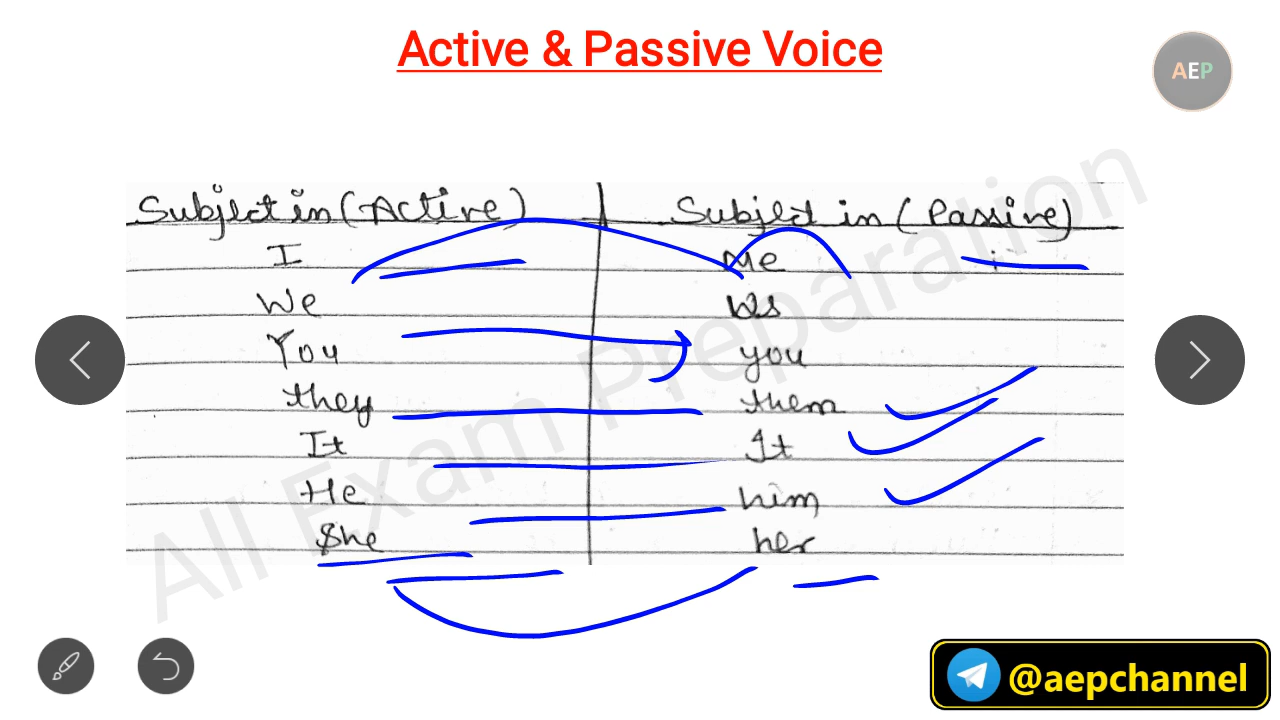 Active & Passive Voice
AEP
Subject in (Active) Subject in (Passive)
I Me
We Us
You you
they them
It It
He him
She her
All Exam Preparation
@aepchannel